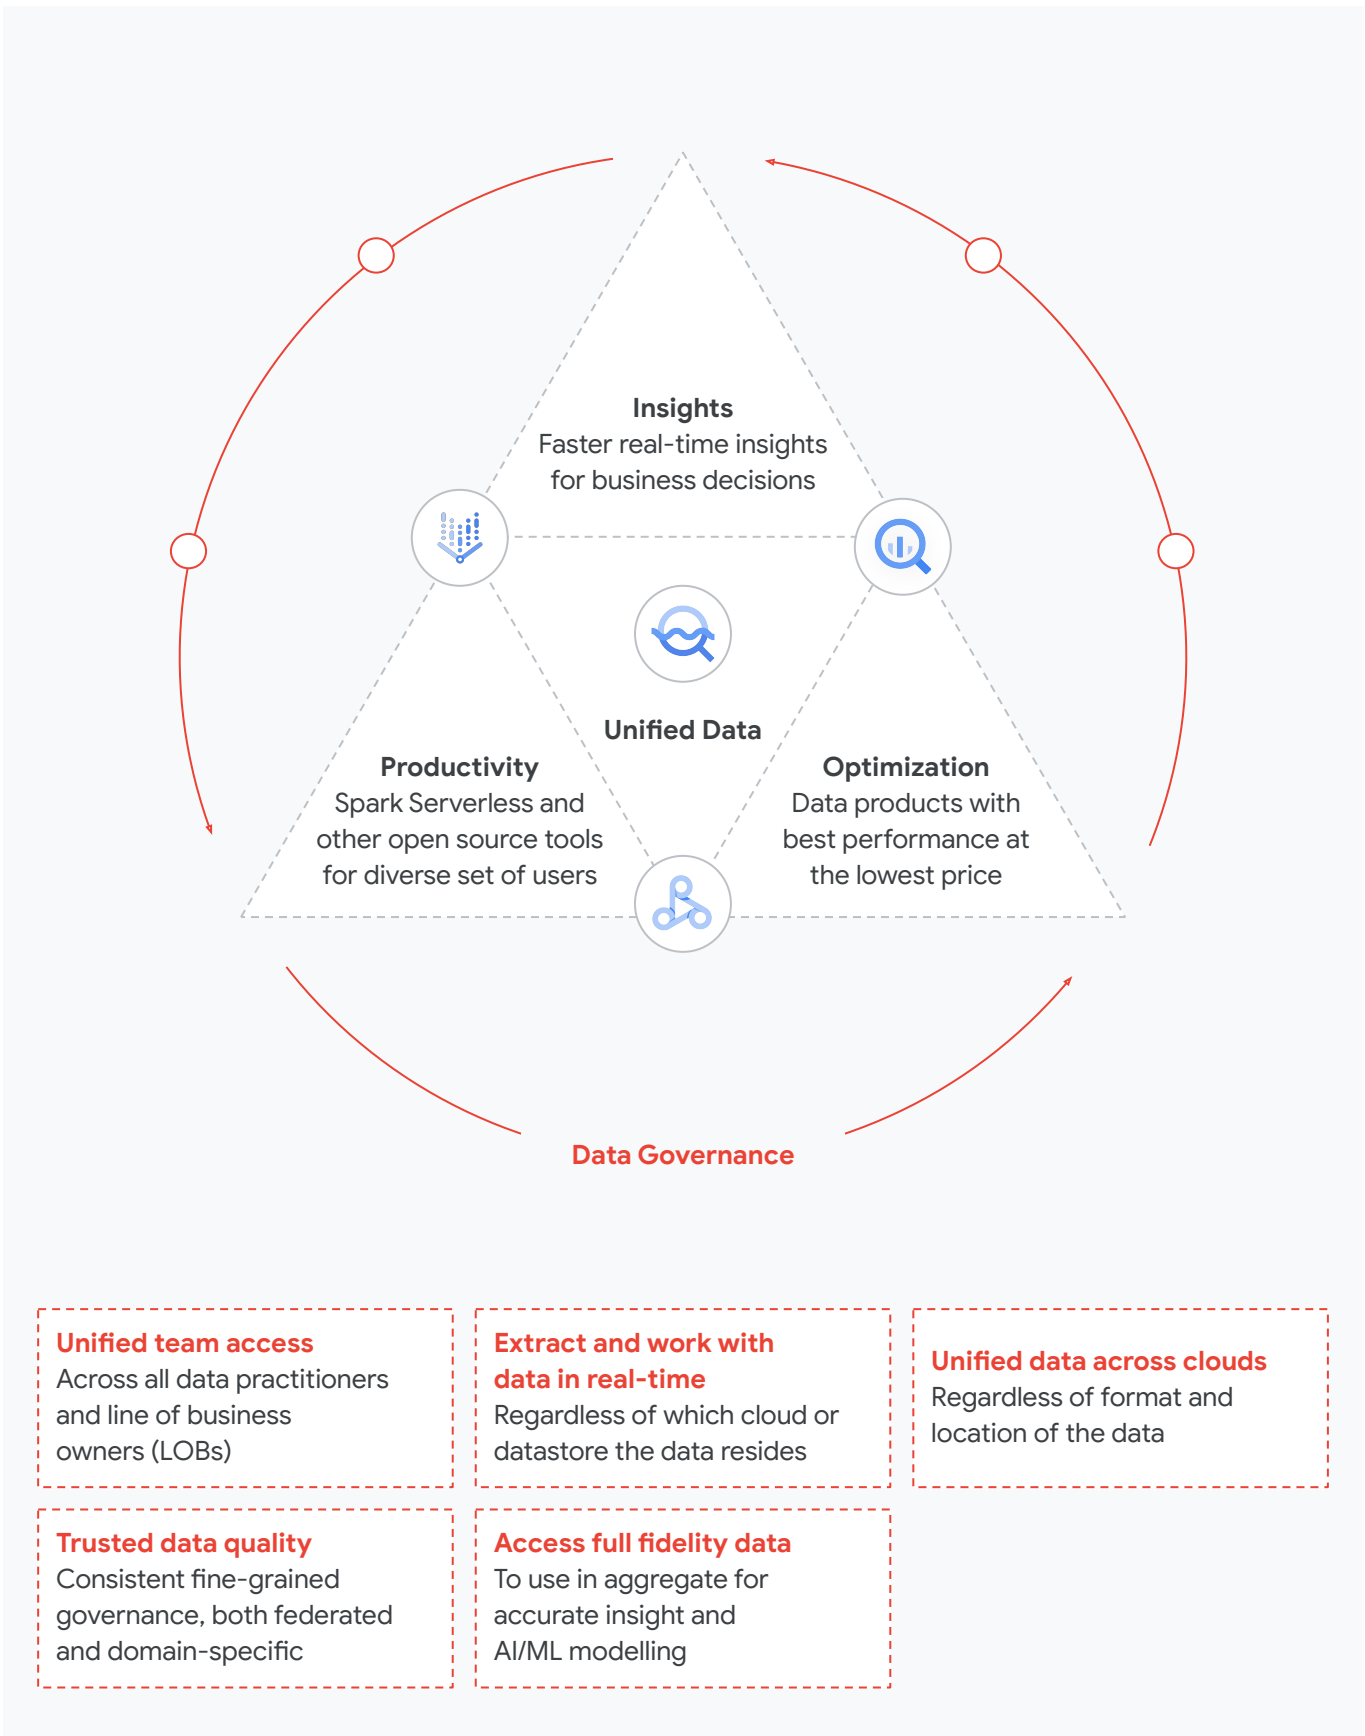 Insights
Faster real-time insights
for business decisions
Unified Data
Productivity
Spark Serverless and
other open source tools
for diverse set of users
Optimization
Data products with
best performance at
the lowest price
Data Governance
Unified team access
Across all data practitioners
and line of business
owners (LOBs)
Extract and work with
data in real-time
Regardless of which cloud or
datastore the data resides
Unified data across clouds
Regardless of format and
location of the data
Trusted data quality
Consistent fine-grained
governance, both federated
and domain-specific
Access full fidelity data
To use in aggregate for
accurate insight and
AI/ML modelling